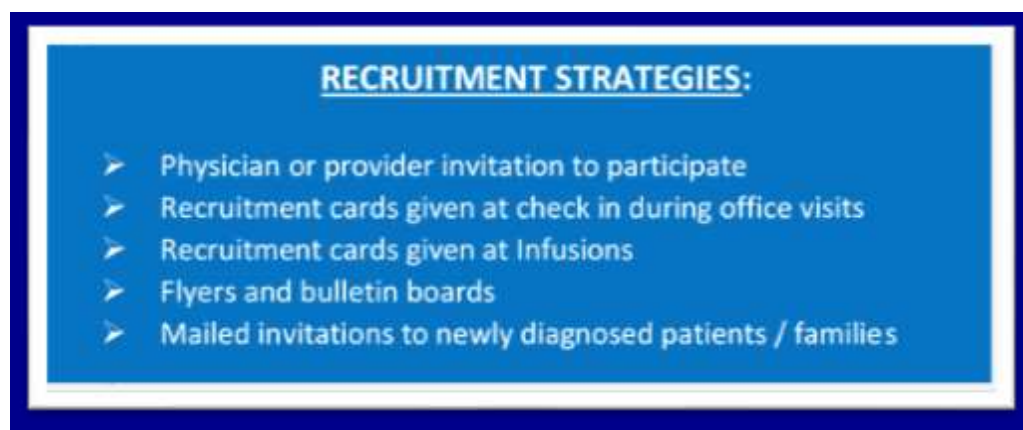 RECRUITMENT STRATEGIES:
➢ Physician or provider invitation to participate
➢ Recruitment cards given at check in during office visits
➢ Recruitment cards given at Infusions
➢ Flyers and bulletin boards
➢ Mailed invitations to newly diagnosed patients / families